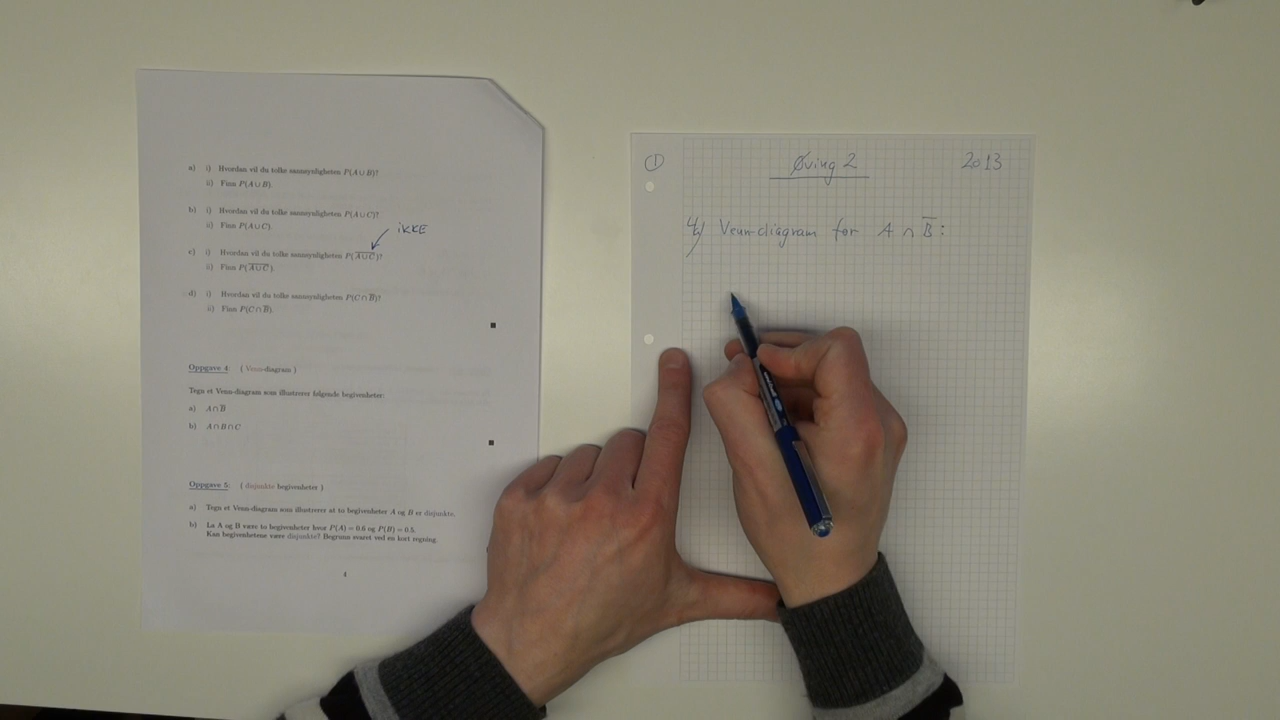 a) i) Hvordan vil du tolke sannsynligheten P(A ∪ B)?
ii) Finn P(A ∪ B).
b) i) Hvordan vil du tolke sannsynligheten P(A ∪ C)?
ii) Finn P(A ∪ C).
IKKE
c) i) Hvordan vil du tolke sannsynligheten P(A̅ ̅∪̅ ̅C̅)?
ii) Finn P(A̅ ̅∪̅ ̅C̅).
d) i) Hvordan vil du tolke sannsynligheten P(C ∩ B̅)?
ii) Finn P(C ∩ B̅).
Oppgave 4: ( Venn-diagram )
Tegn et Venn-diagram som illustrerer følgende begivenheter:
a) A ∩ B̅
b) A ∩ B ∩ C
Oppgave 5: ( disjunkte begivenheter )
a) Tegn et Venn-diagram som illustrerer at to begivenheter A og B er disjunkte.
b) La A og B være to begivenheter hvor P(A) = 0.6 og P(B) = 0.5.
Kan begivenhetene være disjunkte? Begrunn svaret ved en kort regning.
4
① Øving 2 2013
4a) Venn-diagram for A ∩ B̅ :